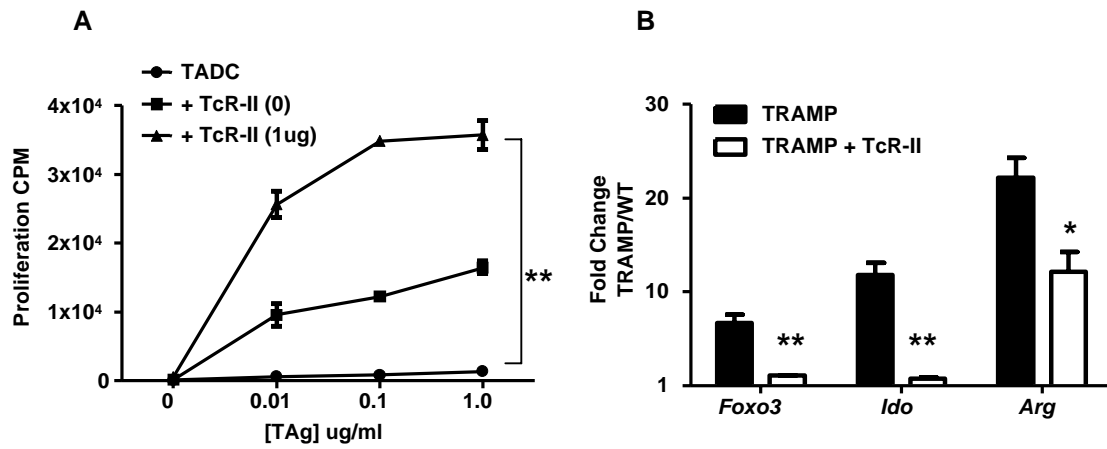 A
TADC
+ TcR-II (0)
+ TcR-II (1ug)
4x10⁴
3x10⁴
2x10⁴
1x10⁴
0
Proliferation CPM
**
0 0.01 0.1 1.0
[TAg] ug/ml
B
TRAMP
TRAMP + TcR-II
30
20
10
1
Fold Change
TRAMP/WT
** ** *
Foxo3 Ido Arg